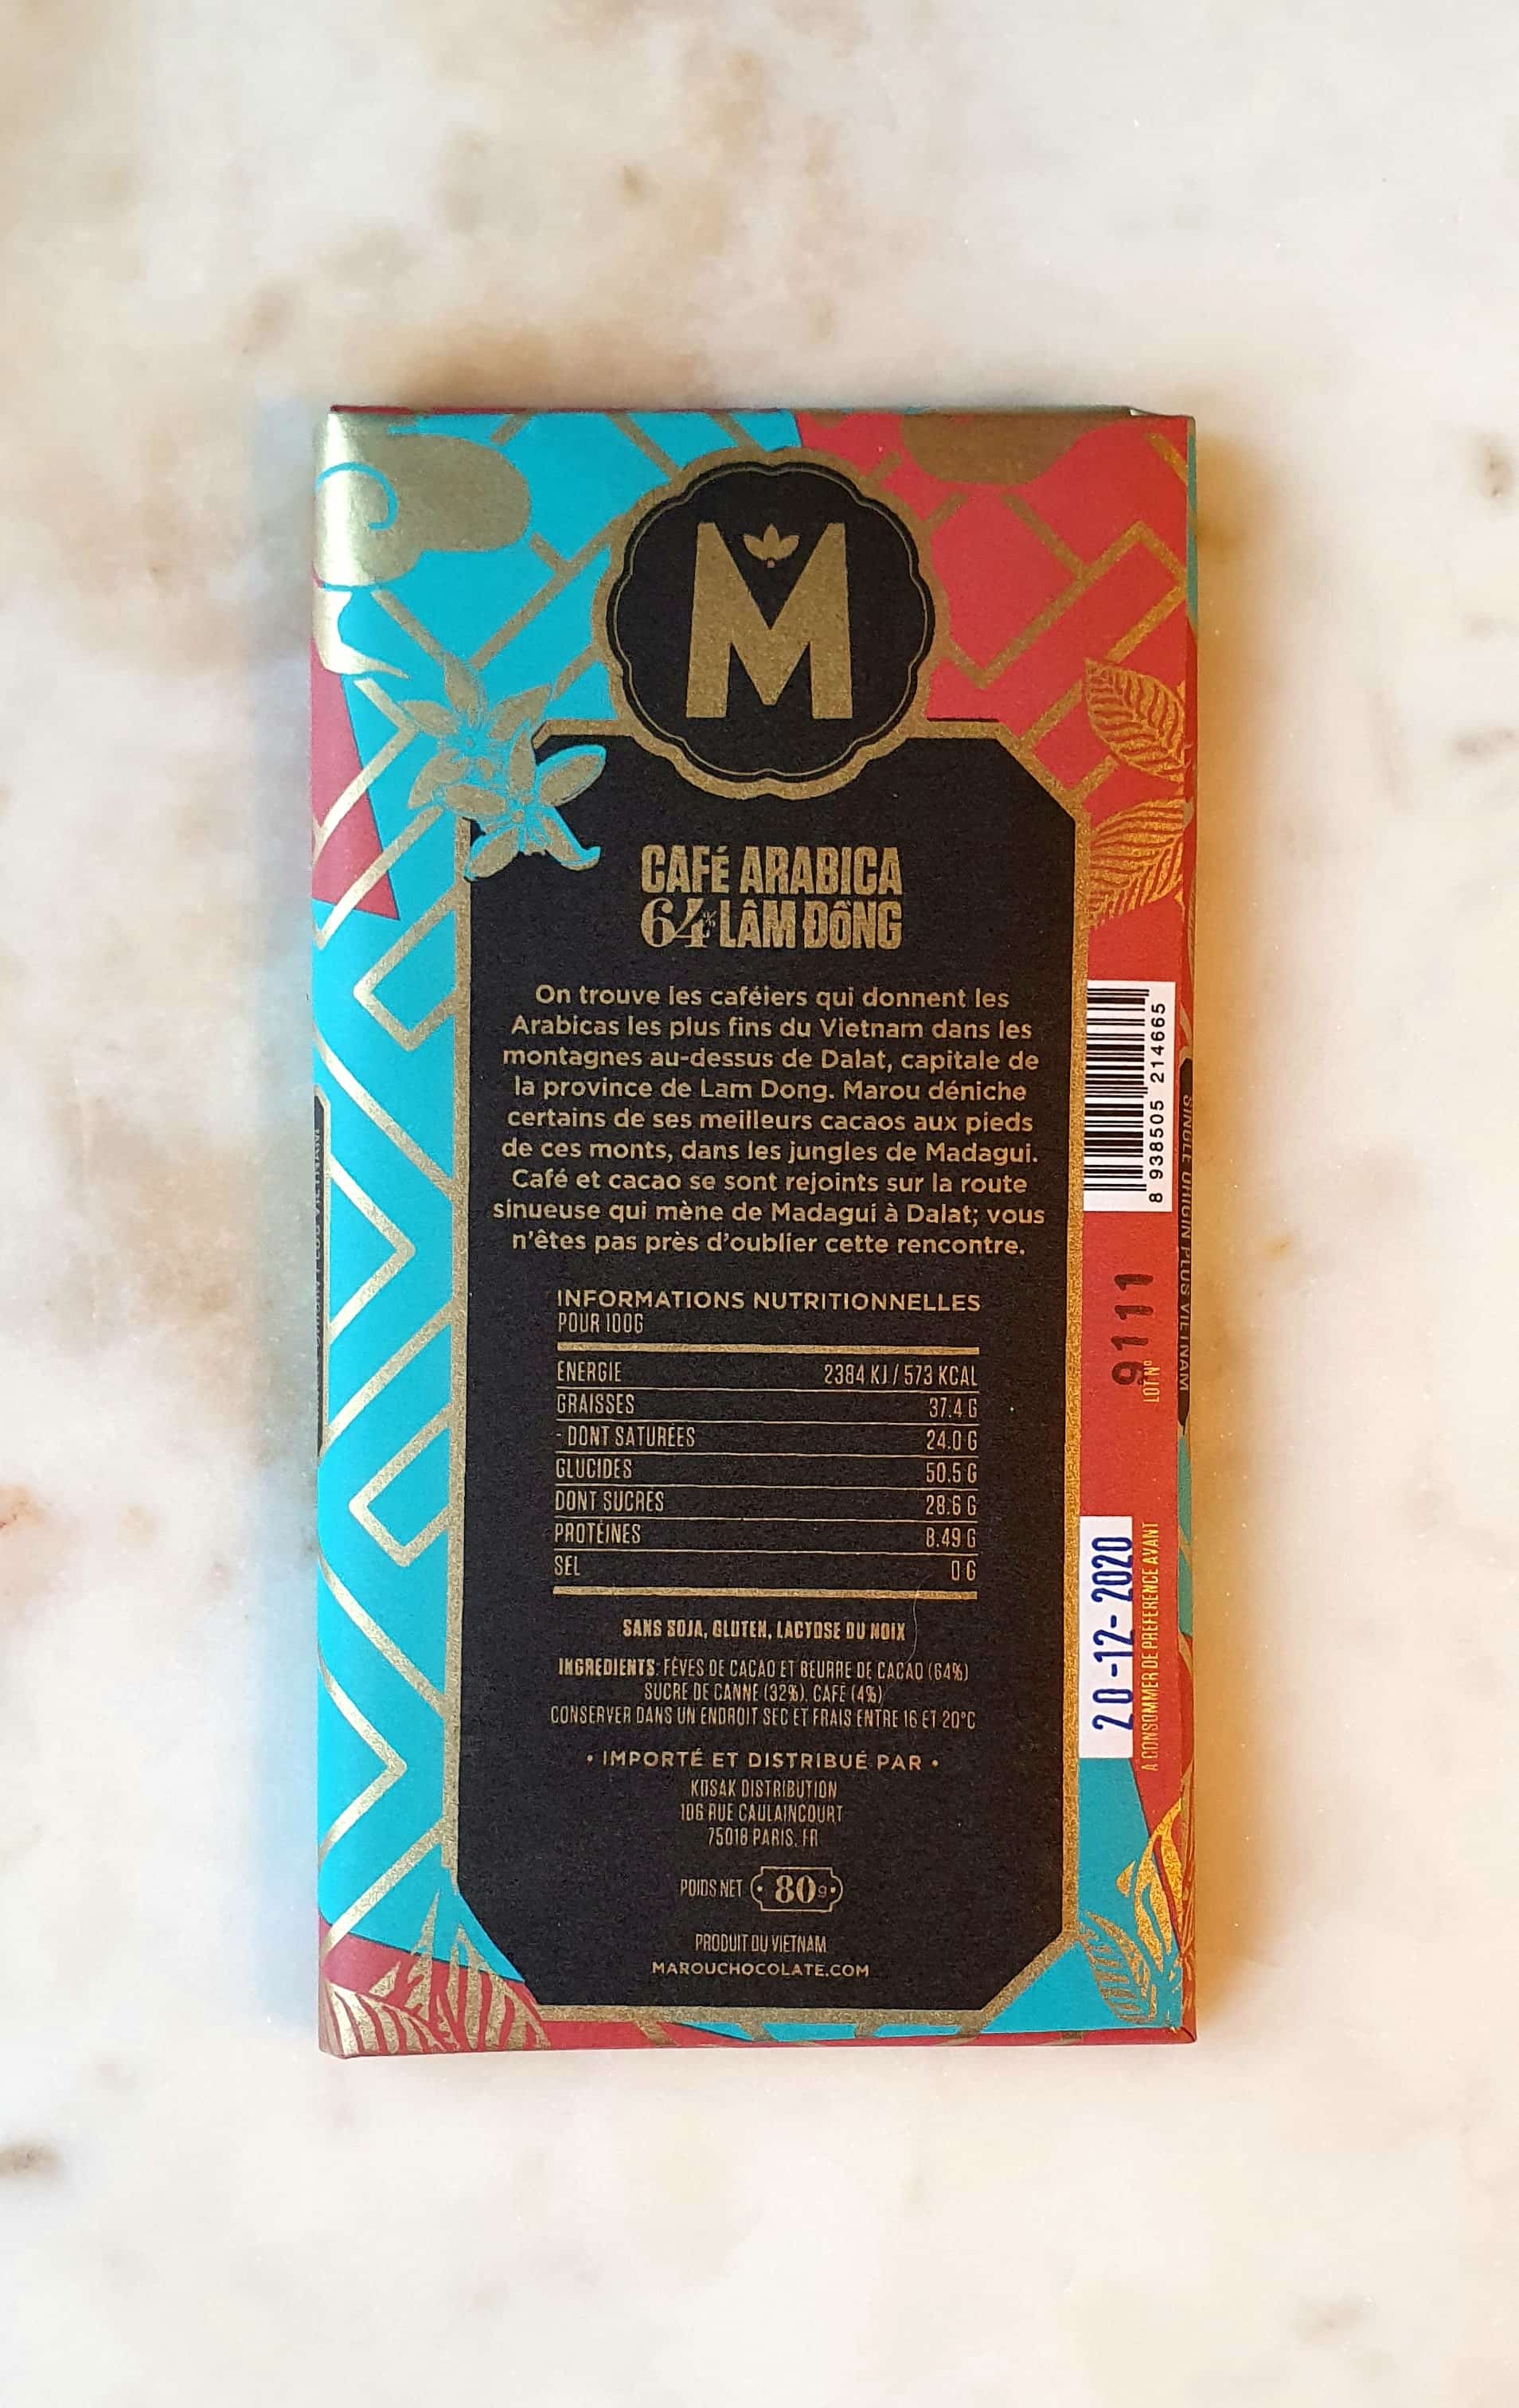 M
CAFÉ ARABICA
64% LÂM ĐỒNG
On trouve les caféiers qui donnent les
Arabicas les plus fins du Vietnam dans les
montagnes au-dessus de Dalat, capitale de
la province de Lam Dong. Marou déniche
certains de ses meilleurs cacaos aux pieds
de ces monts, dans les jungles de Madagui.
Café et cacao se sont rejoints sur la route
sinueuse qui mène de Madagui à Dalat; vous
n'êtes pas près d'oublier cette rencontre.
INFORMATIONS NUTRITIONNELLES
POUR 100G
ENERGIE 2384 KJ / 573 KCAL
GRAISSES 37.4 G
- DONT SATURÉES 24.0 G
GLUCIDES 50.5 G
DONT SUCRES 28.6 G
PROTÉINES 8.49 G
SEL 0 G
SANS SOJA, GLUTEN, LACTOSE OU NOIX
INGREDIENTS: FÈVES DE CACAO ET BEURRE DE CACAO (64%)
SUCRE DE CANNE (32%), CAFÉ (4%)
CONSERVER DANS UN ENDROIT SEC ET FRAIS ENTRE 16 ET 20°C
• IMPORTÉ ET DISTRIBUÉ PAR •
KUSAK DISTRIBUTION
106 RUE CAULAINCOURT
75018 PARIS, FR
POIDS NET 80g
PRODUIT DU VIETNAM
MAROUCHOCOLATE.COM
8 938505 214665
LOT N° 9111
A CONSOMMER DE PREFERENCE AVANT
20-12-2020
SINGLE ORIGIN PLUS VIETNAM